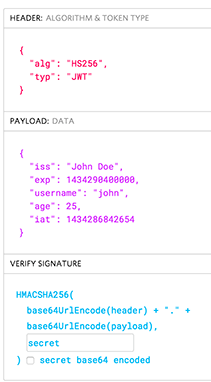 HEADER: ALGORITHM & TOKEN TYPE
{
"alg": "HS256",
"typ": "JWT"
}
PAYLOAD: DATA
{
"iss": "John Doe",
"exp": 1434290400000,
"username": "john",
"age": 25,
"iat": 1434286842654
}
VERIFY SIGNATURE
HMACSHA256(
base64UrlEncode(header) + "." +
base64UrlEncode(payload),
secret
) secret base64 encoded